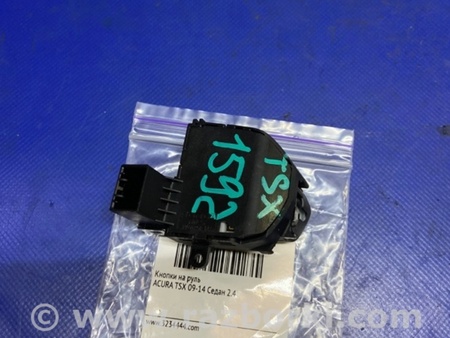 1592
TSX
Кнопки на руль
ACURA TSX 09-14 Седан 2.4